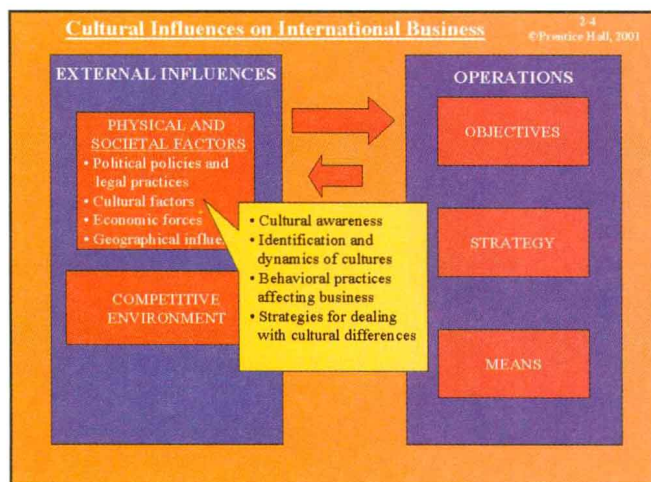 Cultural Influences on International Business
2-4
©Prentice Hall, 2001
EXTERNAL INFLUENCES
PHYSICAL AND
SOCIETAL FACTORS
• Political policies and
legal practices
• Cultural factors
• Economic forces
• Geographical influe
COMPETITIVE
ENVIRONMENT
• Cultural awareness
• Identification and
dynamics of cultures
• Behavioral practices
affecting business
• Strategies for dealing
with cultural differences
OPERATIONS
OBJECTIVES
STRATEGY
MEANS